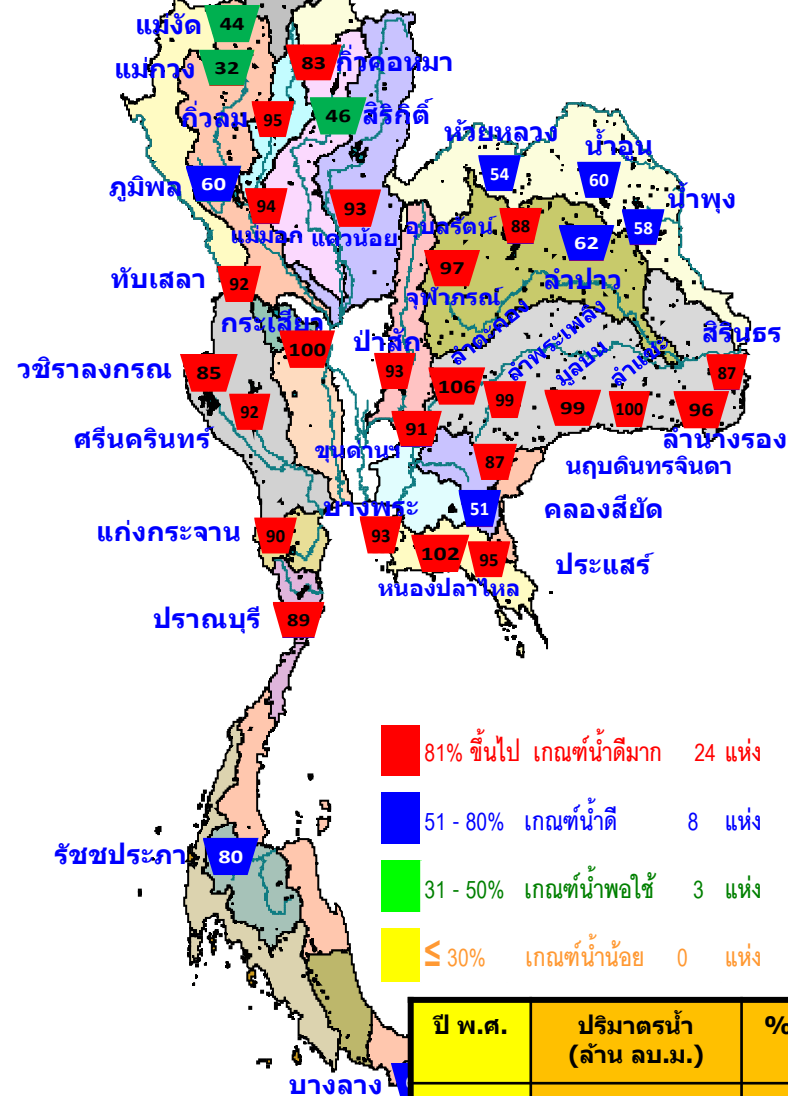 แม่งัด 44
แม่กวง 32
83 กิ่วคอหมา
กิ่วลม 95
46 สิริกิติ์
ห้วยหลวง 54
น้ำอูน 60
ภูมิพล 60
น้ำพุง 58
94 แม่มอก
93 แควน้อย
อุบลรัตน์ 88
62 ลำปาว
97 จุฬาภรณ์
ทับเสลา 92
กระเสียว 100
ป่าสัก 93
ลำตะคอง 106
ลำพระเพลิง 99
มูลบน 99
ลำแชะ 100
สิรินธร 87
วชิราลงกรณ 85
ศรีนครินทร์ 92
96 ลำนางรอง
ขุนด่านฯ 91
87 นฤบดินทรจินดา
51 คลองสียัด
บางพระ 93
แก่งกระจาน 90
102 หนองปลาไหล
95 ประแสร์
ปราณบุรี 89
81% ขึ้นไป เกณฑ์น้ำดีมาก 24 แห่ง
51 - 80% เกณฑ์น้ำดี 8 แห่ง
รัชชประภา 80
31 - 50% เกณฑ์น้ำพอใช้ 3 แห่ง
≤ 30% เกณฑ์น้ำน้อย 0 แห่ง
ปี พ.ศ. ปริมาตรน้ำ %
(ล้าน ลบ.ม.)
บางลาง